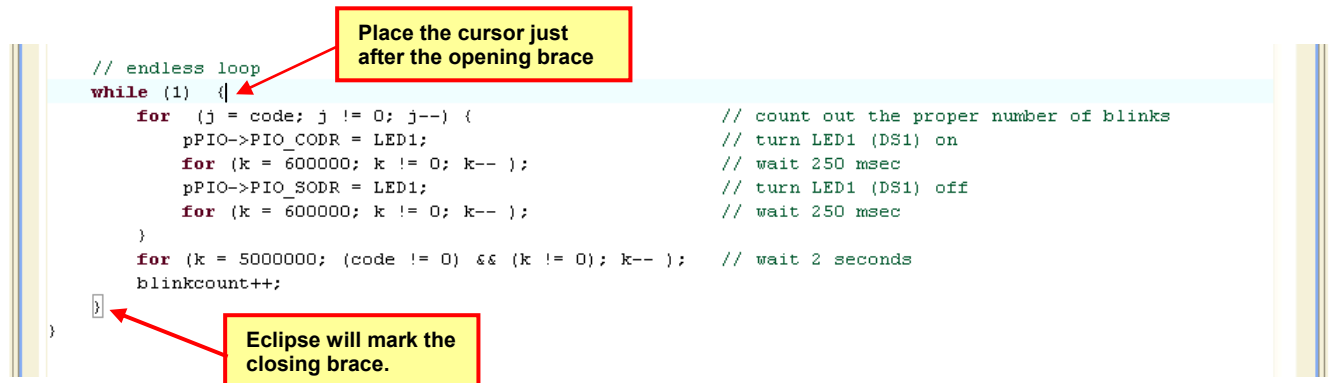 Place the cursor just
after the opening brace
// endless loop
while (1)  {
for  (j = code; j != 0; j--) { // count out the proper number of blinks
pPIO->PIO_CODR = LED1; // turn LED1 (DS1) on
for (k = 600000; k != 0; k-- ); // wait 250 msec
pPIO->PIO_SODR = LED1; // turn LED1 (DS1) off
for (k = 600000; k != 0; k-- ); // wait 250 msec
}
for (k = 5000000; (code != 0) && (k != 0); k-- ); // wait 2 seconds
blinkcount++;
}
}
Eclipse will mark the
closing brace.